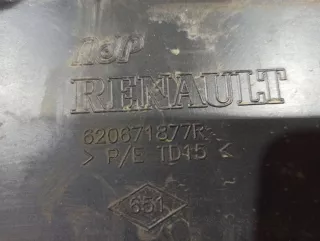 RENAULT
620671877R
> P/E TD15 <
651